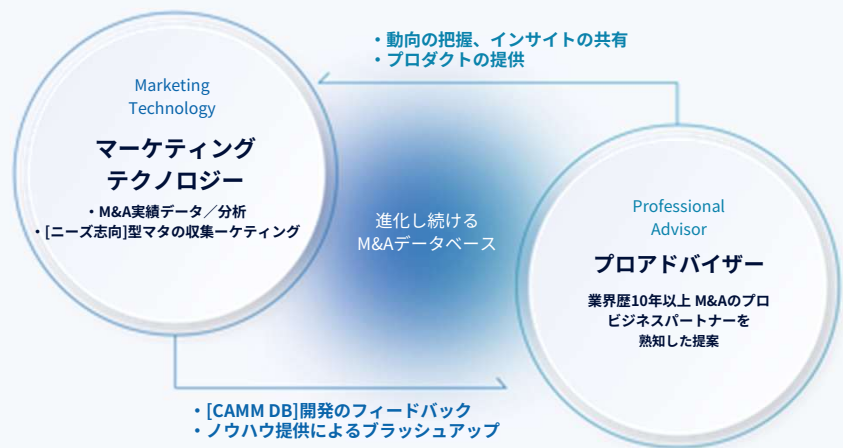 ・動向の把握、インサイトの共有
・プロダクトの提供
Marketing
Technology
マーケティング
テクノロジー
・M&A実績データ／分析
・[ニーズ志向]型マタの収集ーケティング
進化し続ける
M&Aデータベース
Professional
Advisor
プロアドバイザー
業界歴10年以上 M&Aのプロ
ビジネスパートナーを
熟知した提案
・[CAMM DB]開発のフィードバック
・ノウハウ提供によるブラッシュアップ